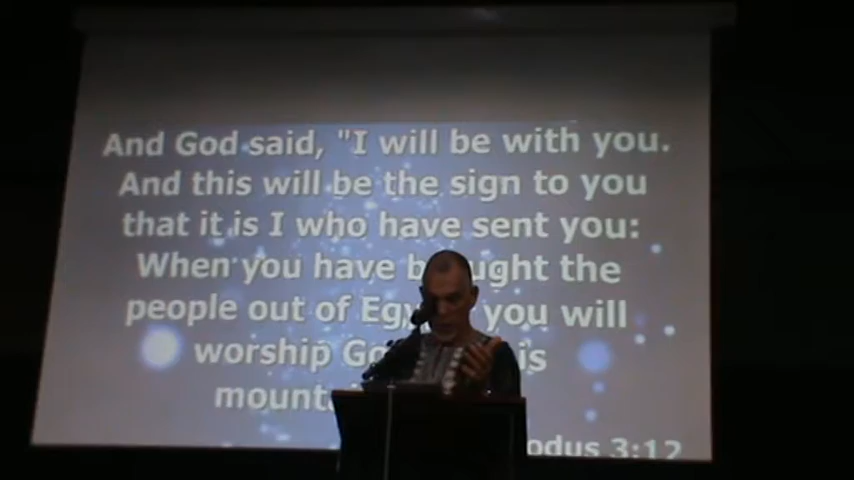 And God said, "I will be with you.
And this will be the sign to you
that it is I who have sent you:
When you have b ught the
people out of Egy you will
worship Go is
mount
odus 3:12